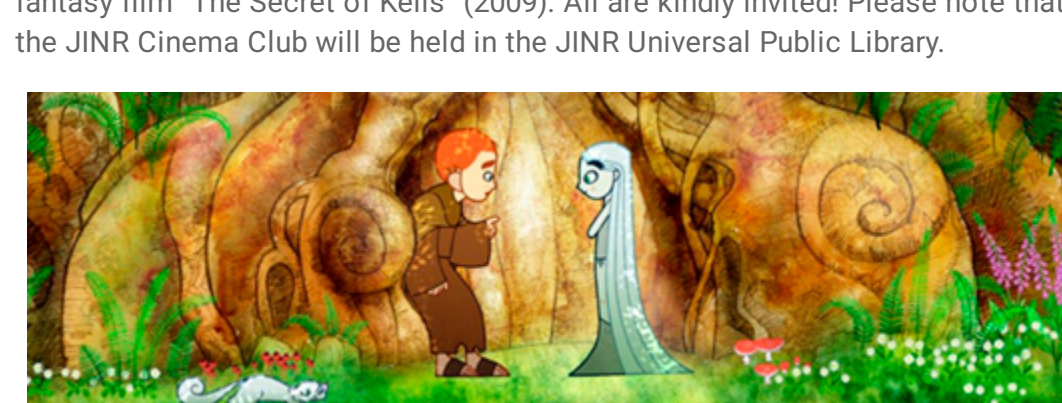 fantasy film "The Secret of Kells" (2009). All are kindly invited! Please note that
the JINR Cinema Club will be held in the JINR Universal Public Library.